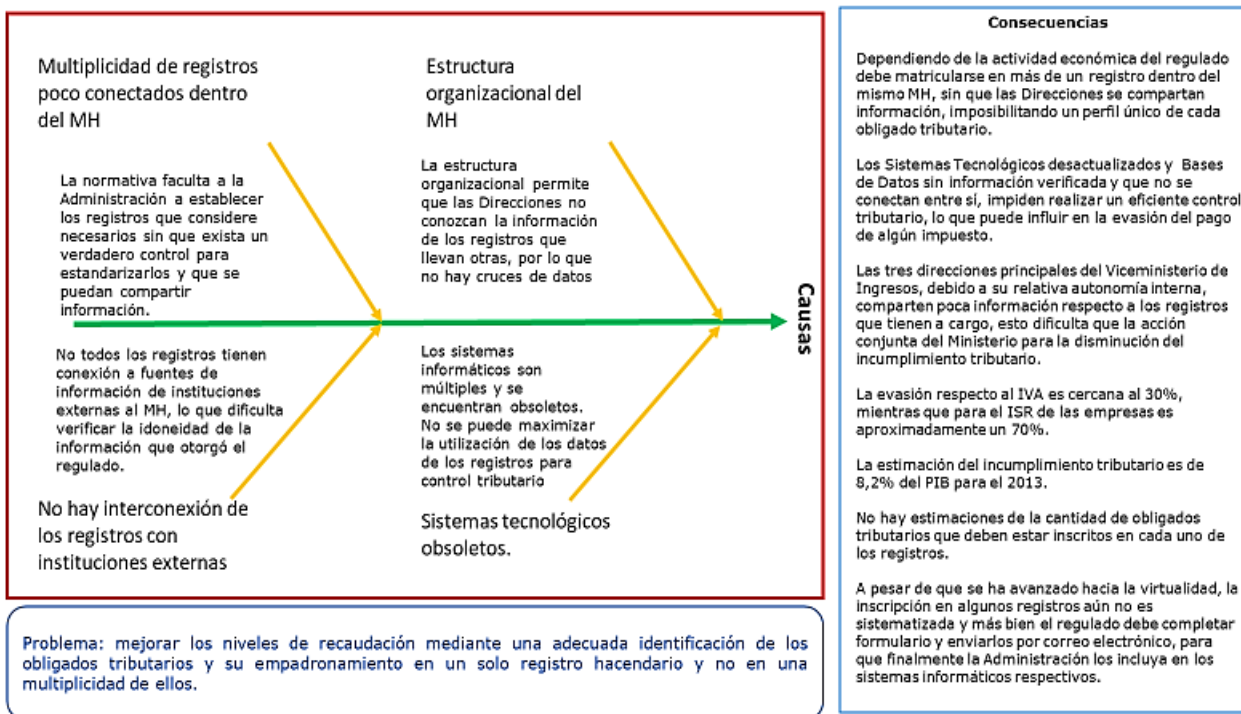 Multiplicidad de registros
poco conectados dentro
del MH
Estructura
organizacional del
MH
La normativa faculta a la
Administración a establecer
los registros que considere
necesarios sin que exista un
verdadero control para
estandarizarlos y que se
puedan compartir
información.
La estructura
organizacional permite
que las Direcciones no
conozcan la información
de los registros que
llevan otras, por lo que
no hay cruces de datos
Causas
No todos los registros tienen
conexión a fuentes de
información de instituciones
externas al MH, lo que dificulta
verificar la idoneidad de la
información que otorgó el
regulado.
Los sistemas
informáticos son
múltiples y se
encuentran obsoletos.
No se puede maximizar
la utilización de los datos
de los registros para
control tributario
No hay interconexión de
los registros con
instituciones externas
Sistemas tecnológicos
obsoletos.
Problema: mejorar los niveles de recaudación mediante una adecuada identificación de los
obligados tributarios y su empadronamiento en un solo registro hacendario y no en una
multiplicidad de ellos.
Consecuencias
Dependiendo de la actividad económica del regulado
debe matricularse en más de un registro dentro del
mismo MH, sin que las Direcciones se compartan
información, imposibilitando un perfil único de cada
obligado tributario.
Los Sistemas Tecnológicos desactualizados y Bases
de Datos sin información verificada y que no se
conectan entre sí, impiden realizar un eficiente control
tributario, lo que puede influir en la evasión del pago
de algún impuesto.
Las tres direcciones principales del Viceministerio de
Ingresos, debido a su relativa autonomía interna,
comparten poca información respecto a los registros
que tienen a cargo, esto dificulta que la acción
conjunta del Ministerio para la disminución del
incumplimiento tributario.
La evasión respecto al IVA es cercana al 30%,
mientras que para el ISR de las empresas es
aproximadamente un 70%.
La estimación del incumplimiento tributario es de
8,2% del PIB para el 2013.
No hay estimaciones de la cantidad de obligados
tributarios que deben estar inscritos en cada uno de
los registros.
A pesar de que se ha avanzado hacia la virtualidad, la
inscripción en algunos registros aún no es
sistematizada y más bien el regulado debe completar
formulario y enviarlos por correo electrónico, para
que finalmente la Administración los incluya en los
sistemas informáticos respectivos.